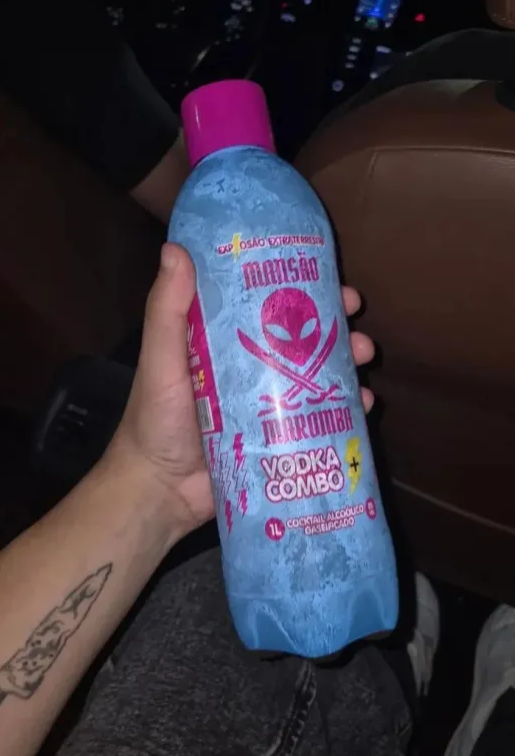 EXPLOSÃO EXTRATERRESTRE
MANSÃO
MAROMBA
VODKA
COMBO
+
1L
COCKTAIL ALCOÓLICO
GASEIFICADO